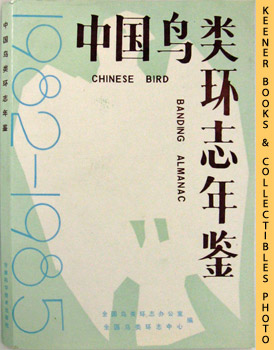 中国鸟类环志年鉴
CHINESE BIRD
BANDING ALMANAC
1982-1985
全国鸟类环志办公室
全国鸟类环志中心
编
中国鸟类环志年鉴
KEENER BOOKS & COLLECTIBLES PHOTO